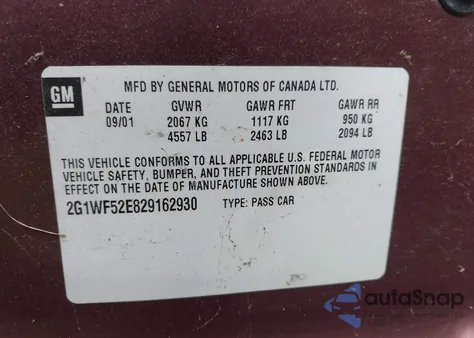 GM
MFD BY GENERAL MOTORS OF CANADA LTD.
DATE GVWR GAWR FRT GAWR RR
09/01 2067 KG 1117 KG 950 KG
4557 LB 2463 LB 2094 LB
THIS VEHICLE CONFORMS TO ALL APPLICABLE U.S. FEDERAL MOTOR
VEHICLE SAFETY, BUMPER, AND THEFT PREVENTION STANDARDS IN
EFFECT ON THE DATE OF MANUFACTURE SHOWN ABOVE.
2G1WF52E829162930 TYPE: PASS CAR
autoSnap